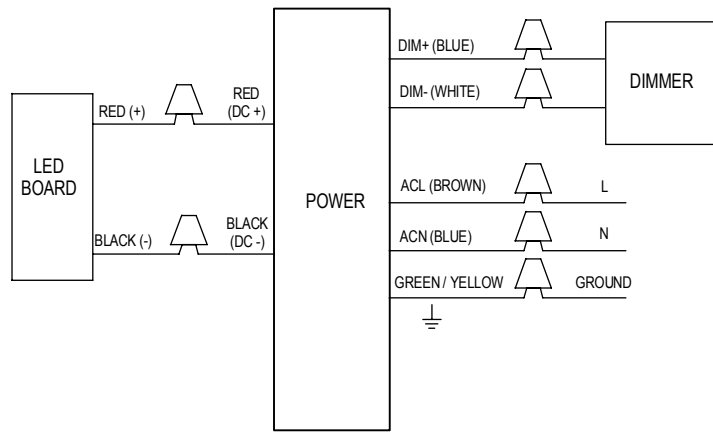 LED
BOARD
RED (+)
RED
(DC +)
BLACK (-)
BLACK
(DC -)
POWER
DIM+ (BLUE)
DIM- (WHITE)
DIMMER
ACL (BROWN)
L
ACN (BLUE)
N
GREEN / YELLOW
GROUND